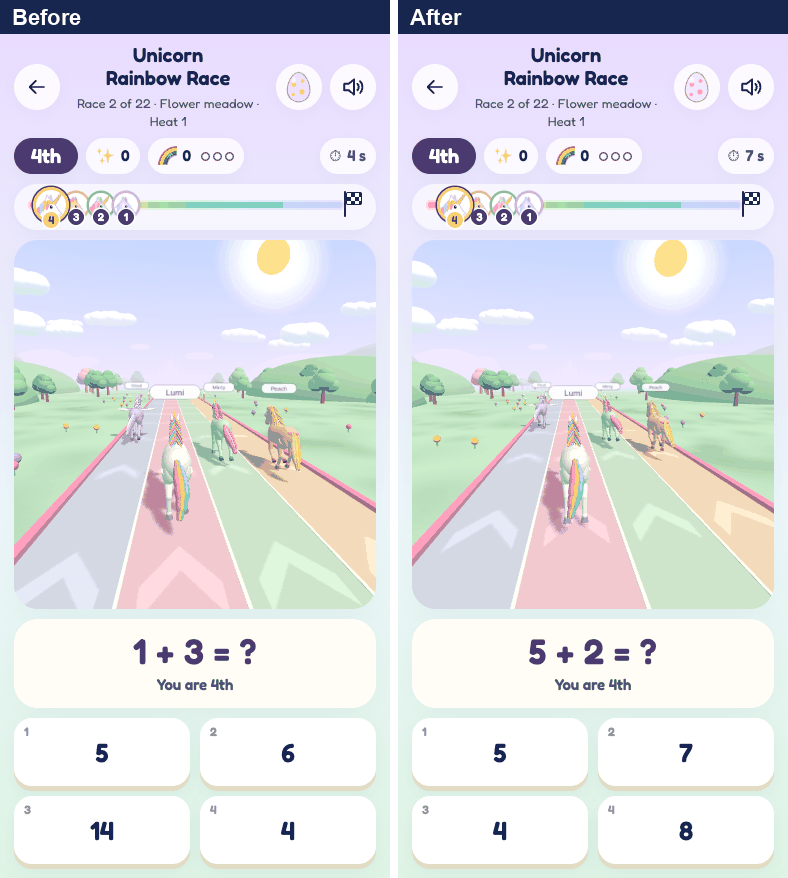 Before
Unicorn
Rainbow Race
Race 2 of 22 · Flower meadow ·
Heat 1
4th
0
0
4 s
4
3
2
1
Lumi
Minty
Peach
1 + 3 = ?
You are 4th
1
5
2
6
3
14
4
4
After
Unicorn
Rainbow Race
Race 2 of 22 · Flower meadow ·
Heat 1
4th
0
0
7 s
4
3
2
1
Lumi
Minty
Peach
5 + 2 = ?
You are 4th
1
5
2
7
3
4
4
8